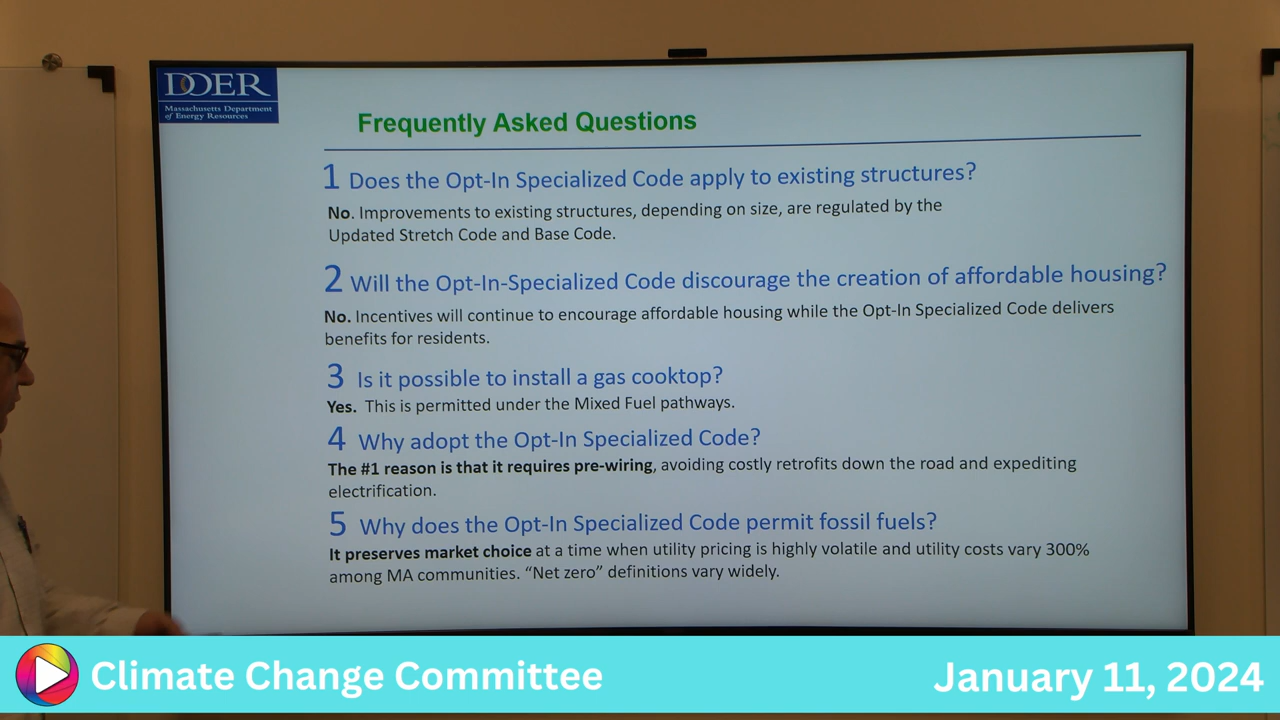 DOER
Massachusetts Department
of Energy Resources
Frequently Asked Questions
1 Does the Opt-In Specialized Code apply to existing structures?
No. Improvements to existing structures, depending on size, are regulated by the
Updated Stretch Code and Base Code.
2 Will the Opt-In-Specialized Code discourage the creation of affordable housing?
No. Incentives will continue to encourage affordable housing while the Opt-In Specialized Code delivers
benefits for residents.
3 Is it possible to install a gas cooktop?
Yes. This is permitted under the Mixed Fuel pathways.
4 Why adopt the Opt-In Specialized Code?
The #1 reason is that it requires pre-wiring, avoiding costly retrofits down the road and expediting
electrification.
5 Why does the Opt-In Specialized Code permit fossil fuels?
It preserves market choice at a time when utility pricing is highly volatile and utility costs vary 300%
among MA communities. “Net zero” definitions vary widely.
Climate Change Committee
January 11, 2024